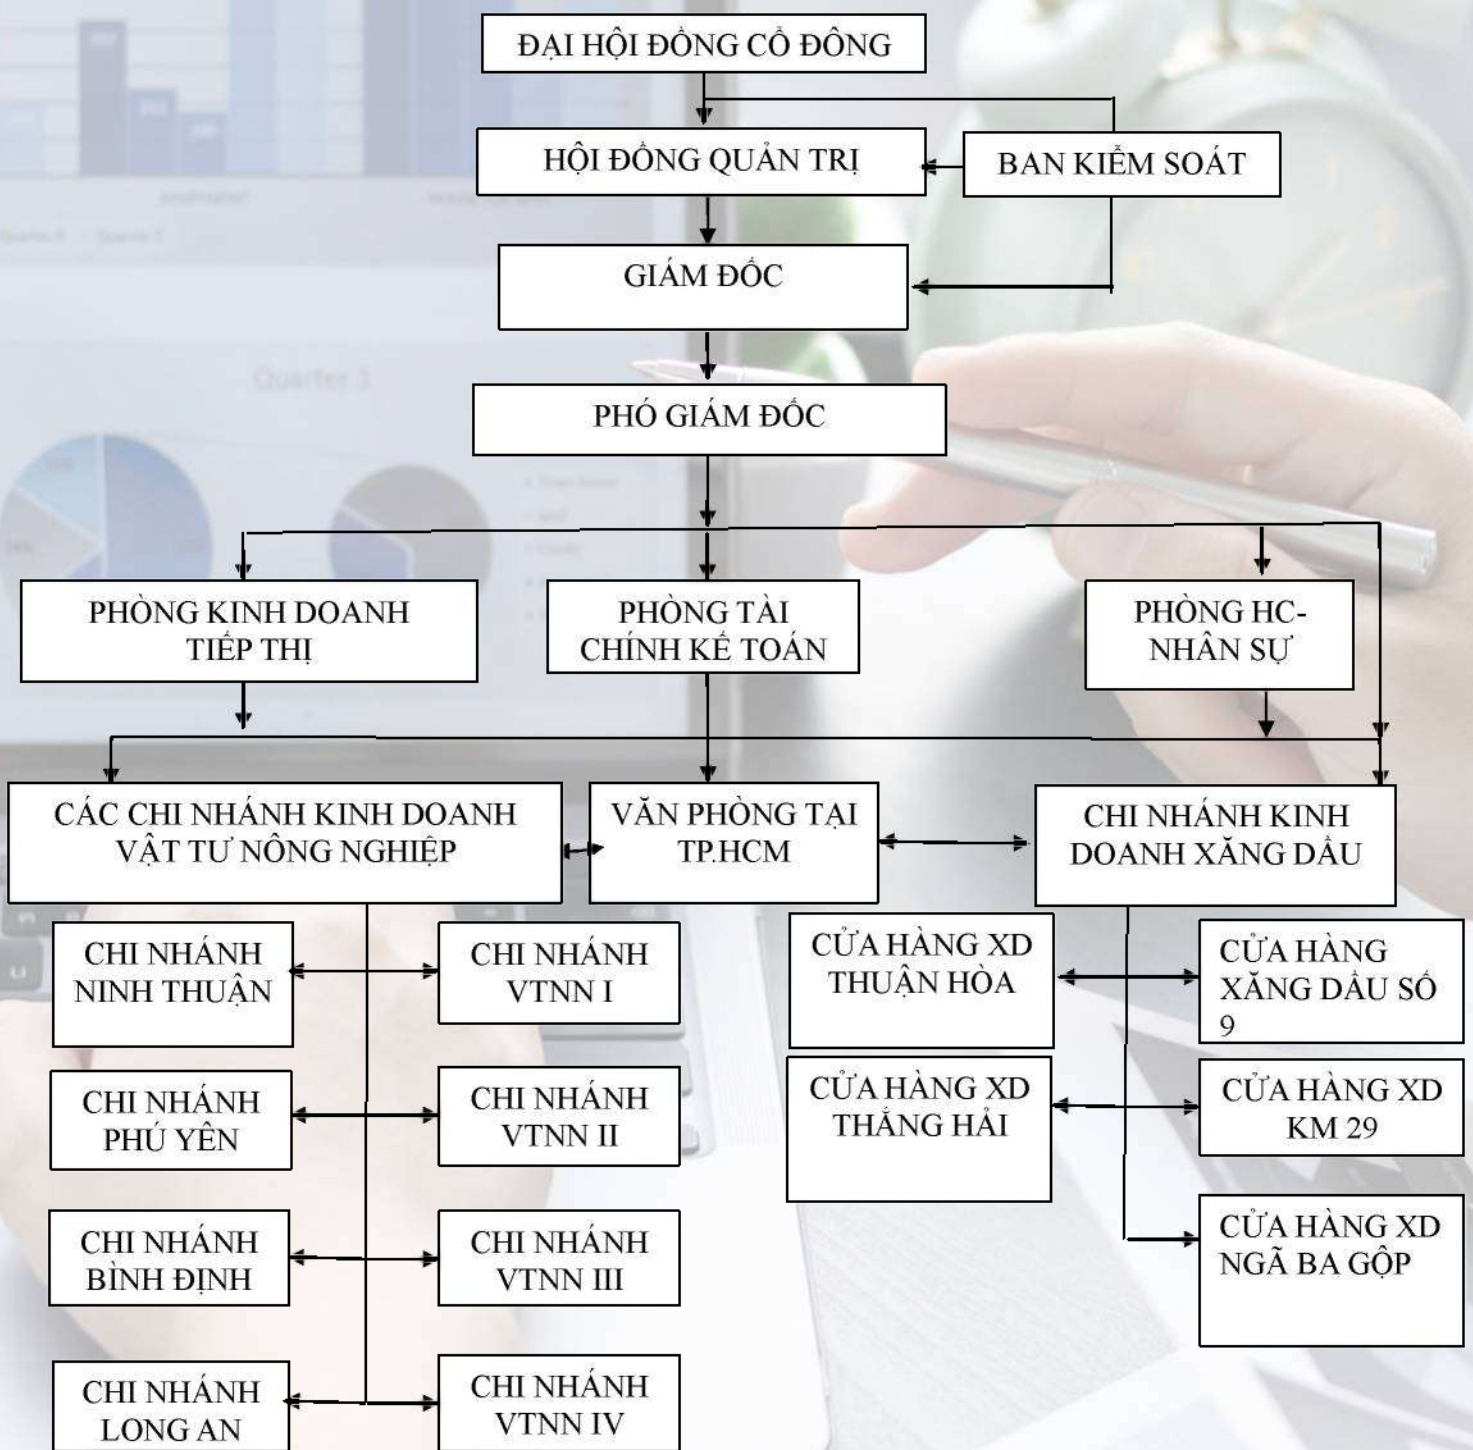 ĐẠI HỘI ĐỒNG CỔ ĐÔNG
HỘI ĐỒNG QUẢN TRỊ
BAN KIỂM SOÁT
GIÁM ĐỐC
Quarter 1
PHÓ GIÁM ĐỐC
PHÒNG KINH DOANH
TIẾP THỊ
PHÒNG TÀI
CHÍNH KẾ TOÁN
PHÒNG HC-
NHÂN SỰ
CÁC CHI NHÁNH KINH DOANH
VẬT TƯ NÔNG NGHIỆP
VĂN PHÒNG TẠI
TP.HCM
CHI NHÁNH KINH
DOANH XĂNG DẦU
CHI NHÁNH
NINH THUẬN
CHI NHÁNH
VTNN I
CỬA HÀNG XD
THUẬN HÒA
CỬA HÀNG
XĂNG DẦU SỐ
9
CHI NHÁNH
PHÚ YÊN
CHI NHÁNH
VTNN II
CỬA HÀNG XD
THẮNG HẢI
CỬA HÀNG XD
KM 29
CHI NHÁNH
BÌNH ĐỊNH
CHI NHÁNH
VTNN III
CỬA HÀNG XD
NGÃ BA GỘP
CHI NHÁNH
LONG AN
CHI NHÁNH
VTNN IV